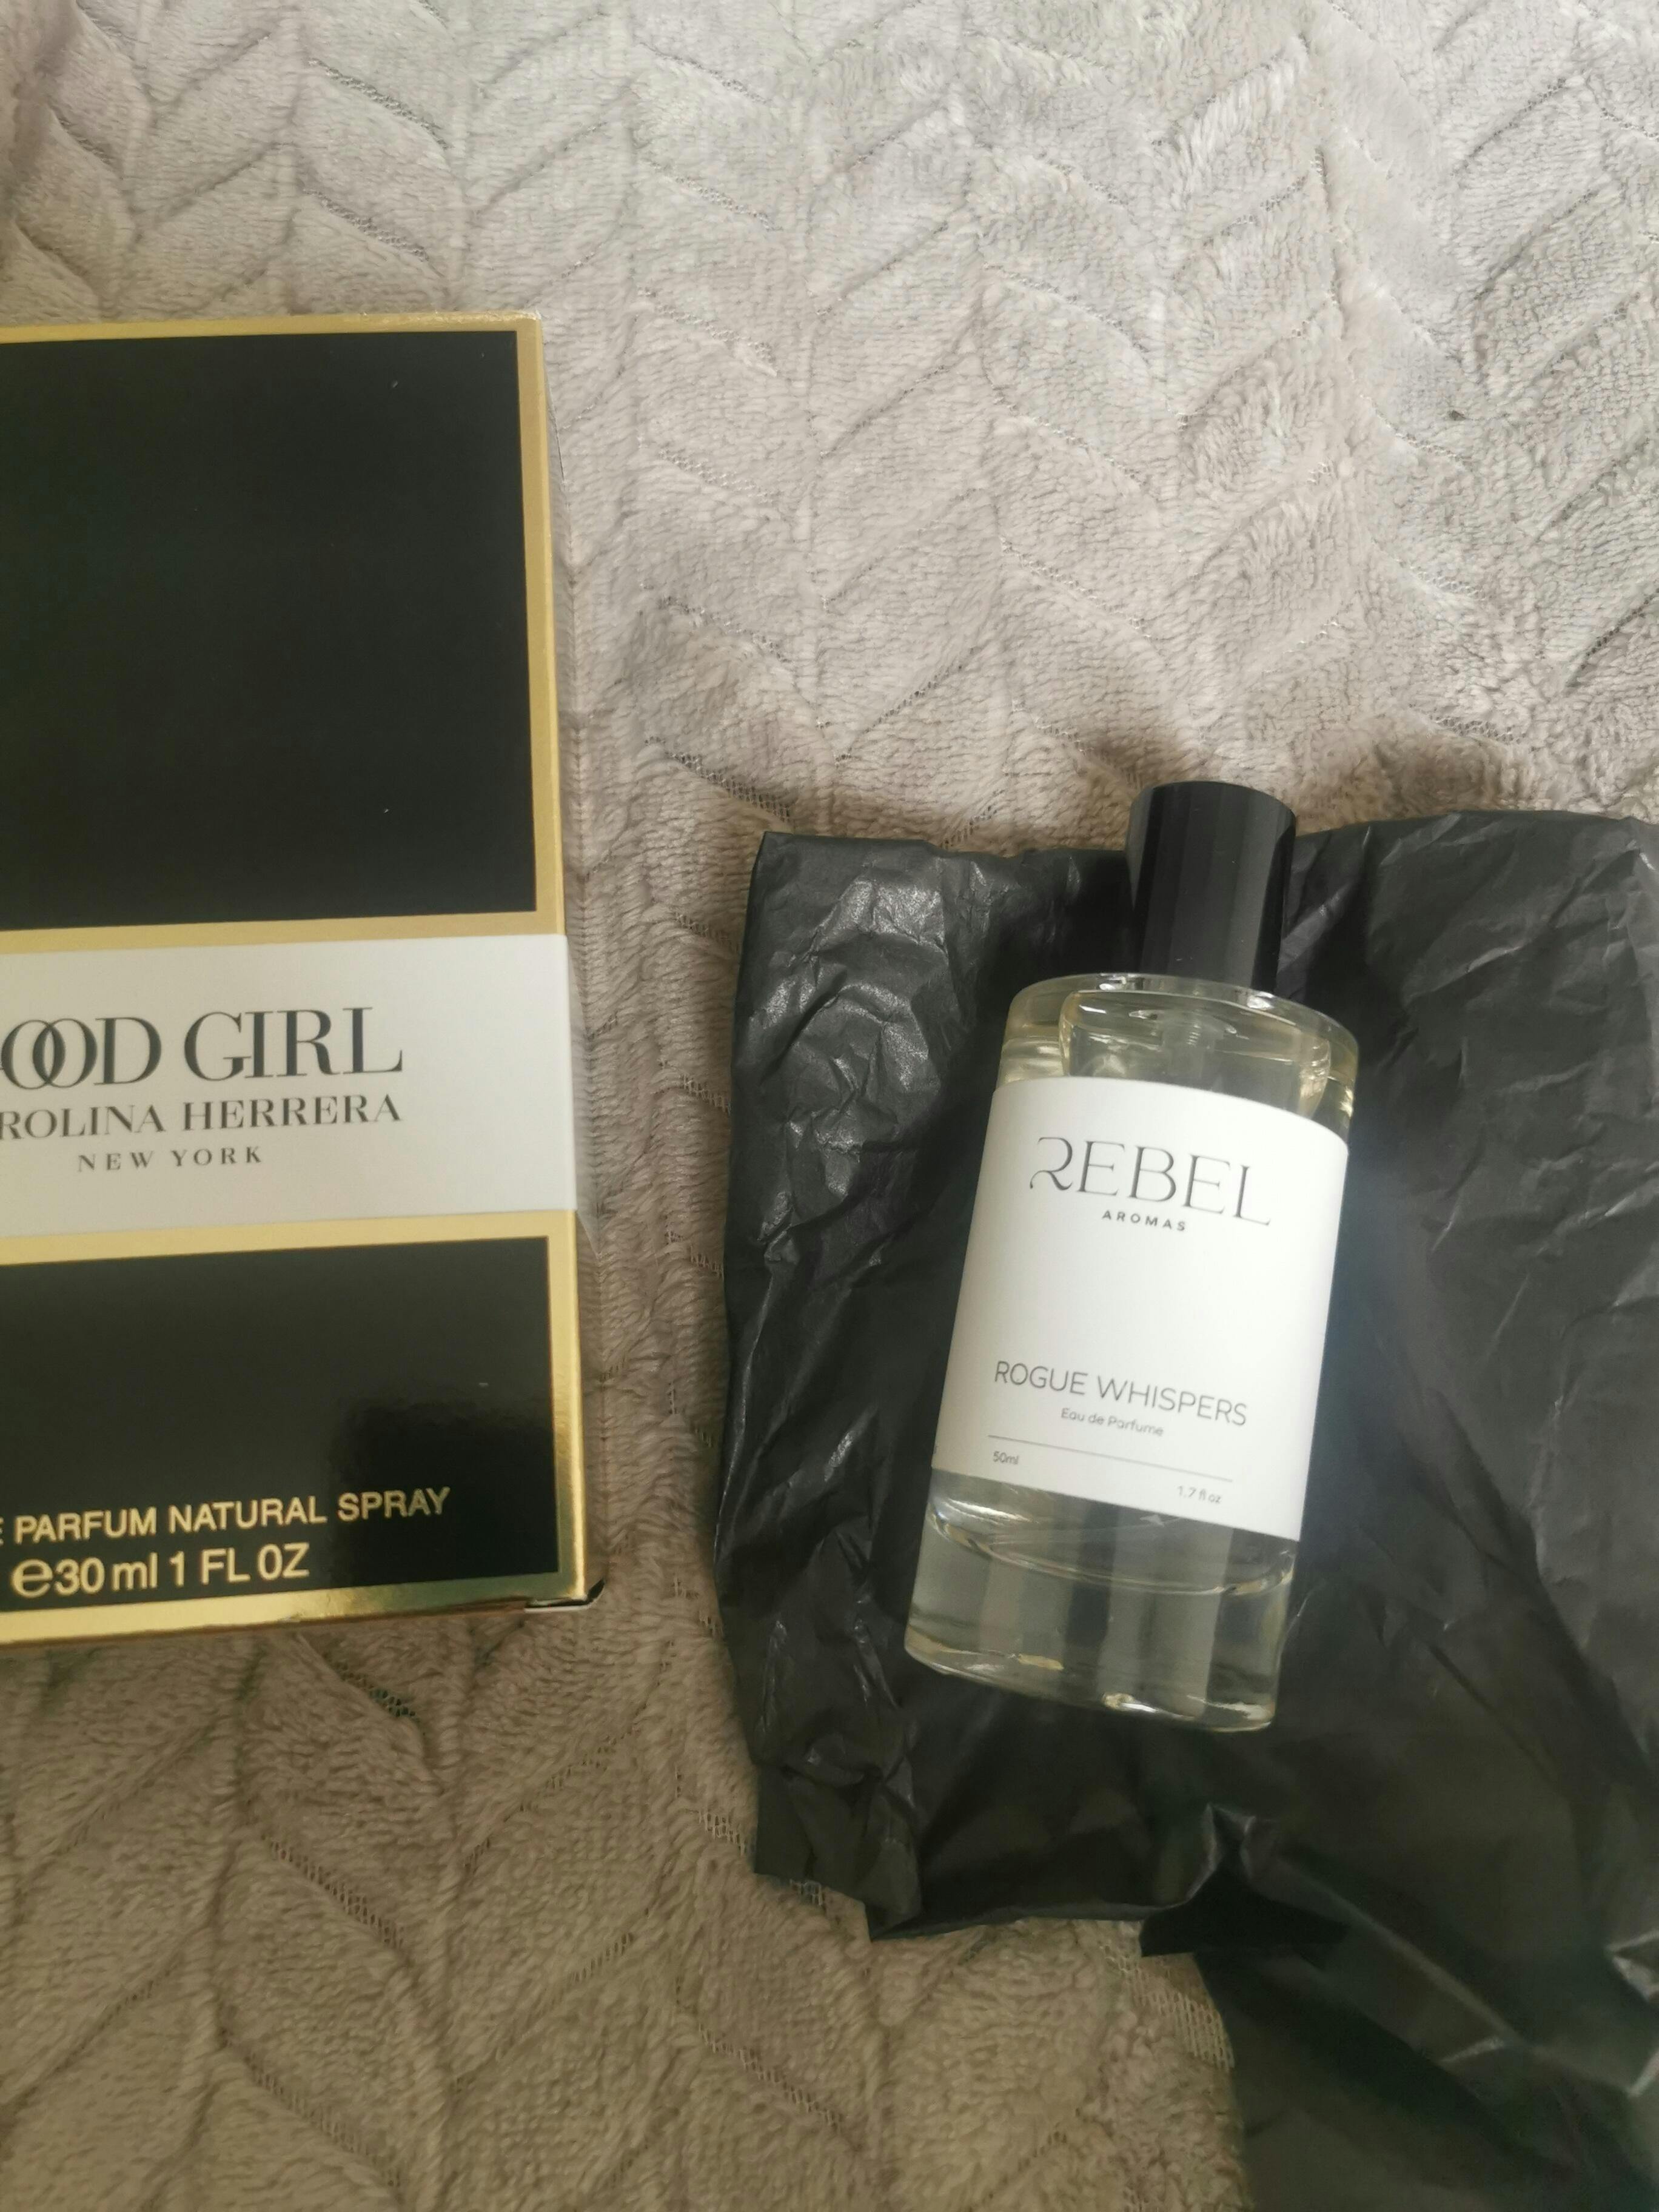 OOD GIRL
ROLINA HERRERA
NEW YORK
E PARFUM NATURAL SPRAY
e30 ml 1 FL OZ
REBEL
AROMAS
ROGUE WHISPERS
Eau de Parfume
50ml
1.7 fl oz